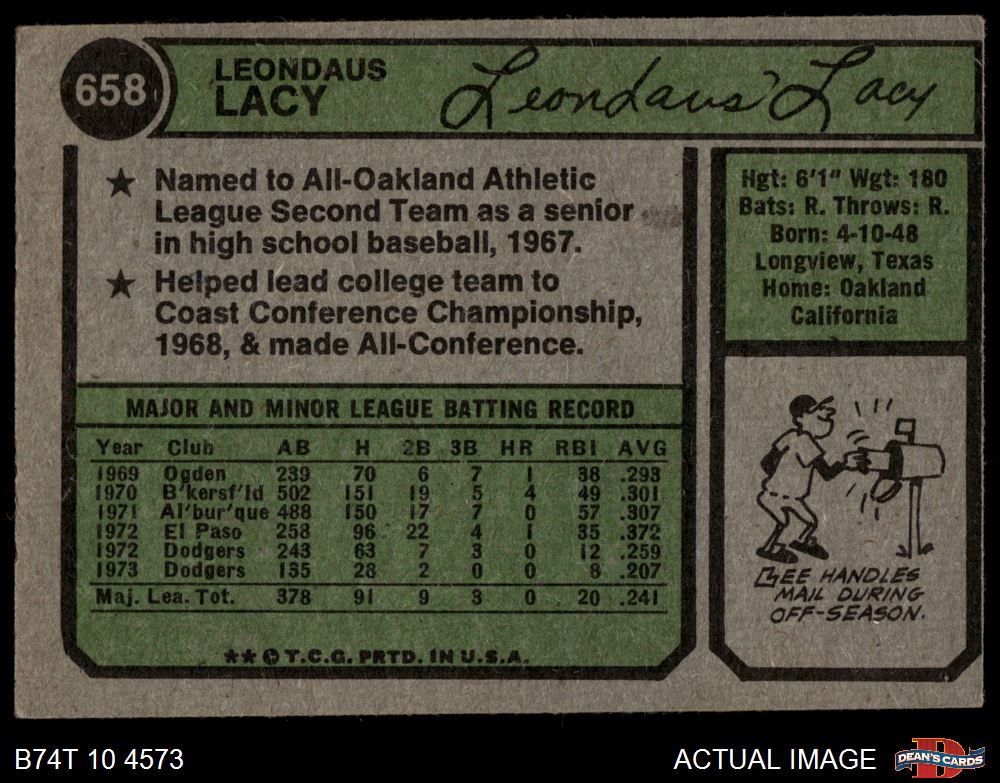 658
LEONDAUS
LACY
Leondaus Lacy
★ Named to All-Oakland Athletic
League Second Team as a senior
in high school baseball, 1967.
★ Helped lead college team to
Coast Conference Championship,
1968, & made All-Conference.
Hgt: 6'1" Wgt: 180
Bats: R. Throws: R.
Born: 4-10-48
Longview, Texas
Home: Oakland
California
MAJOR AND MINOR LEAGUE BATTING RECORD
Year Club AB H 2B 3B HR RBI AVG
1969 Ogden 239 70 6 7 1 38 .293
1970 B'kersf'ld 502 151 19 5 4 49 .301
1971 Al'bur'que 488 150 17 7 0 57 .307
1972 El Paso 258 96 22 4 1 35 .372
1972 Dodgers 243 63 7 3 0 12 .259
1973 Dodgers 135 28 2 0 0 8 .207
Maj. Lea. Tot. 378 91 9 3 0 20 .241
★★ © T.C.G. PRTD. IN U.S.A.
LEE HANDLES
MAIL DURING
OFF-SEASON.
B74T 10 4573
ACTUAL IMAGE
D
DEAN'S CARDS